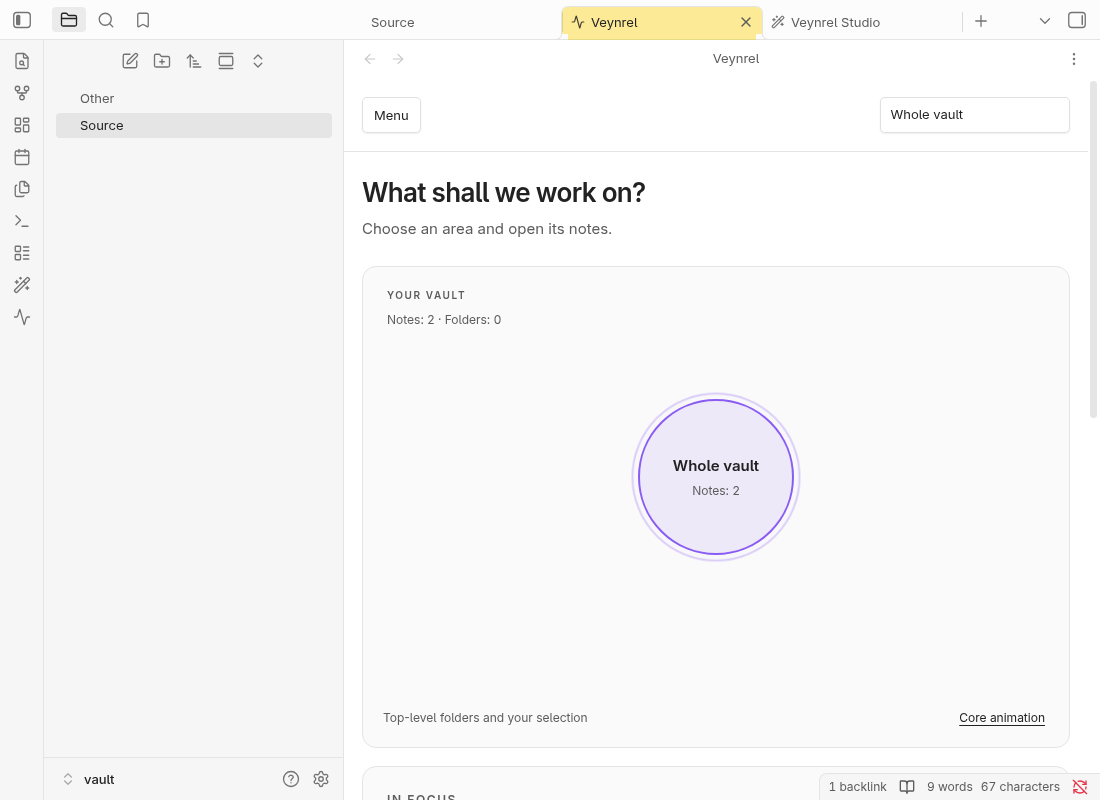 Source
Veynrel
Veynrel Studio
Other
Source
Veynrel
Menu
Whole vault
What shall we work on?
Choose an area and open its notes.
YOUR VAULT
Notes: 2 · Folders: 0
Whole vault
Notes: 2
Top-level folders and your selection
Core animation
IN FOCUS
vault
1 backlink
9 words
67 characters